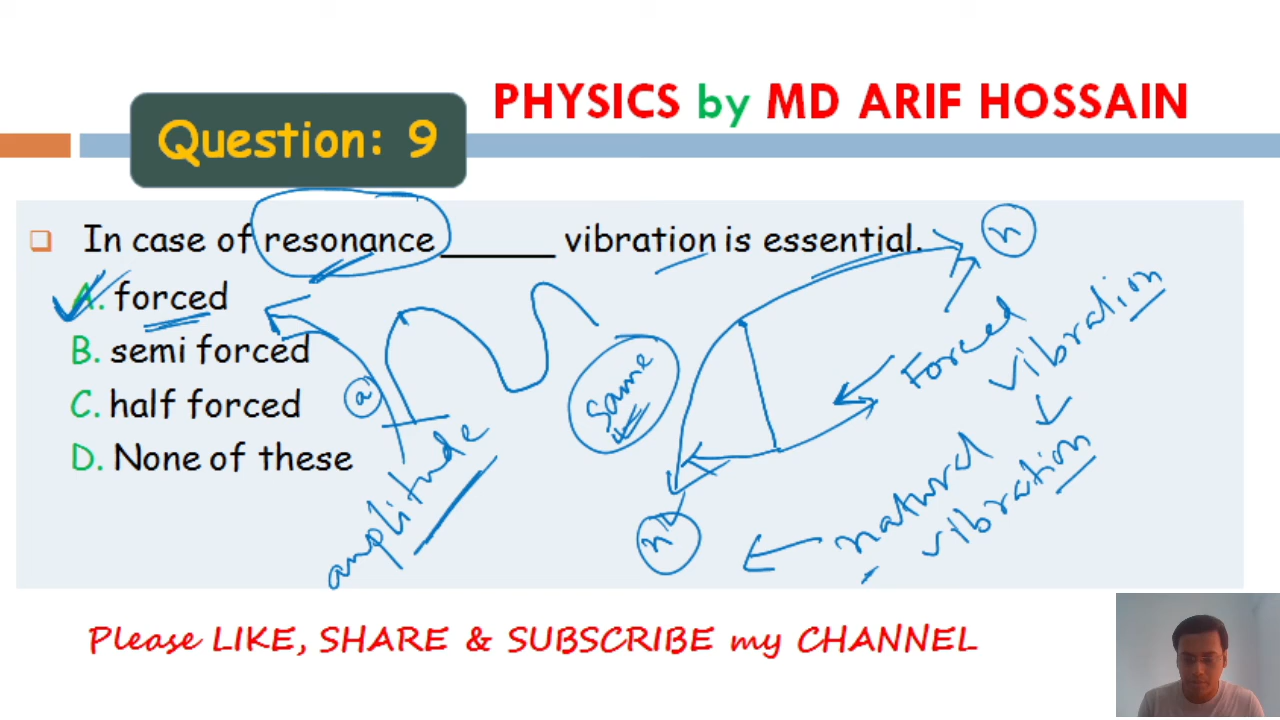 PHYSICS by MD ARIF HOSSAIN
Question: 9
In case of resonance ______ vibration is essential.
A. forced
B. semi forced
C. half forced
D. None of these
n
Forced
vibration
Same
a
amplitude
natural
vibration
n
Please LIKE, SHARE & SUBSCRIBE my CHANNEL